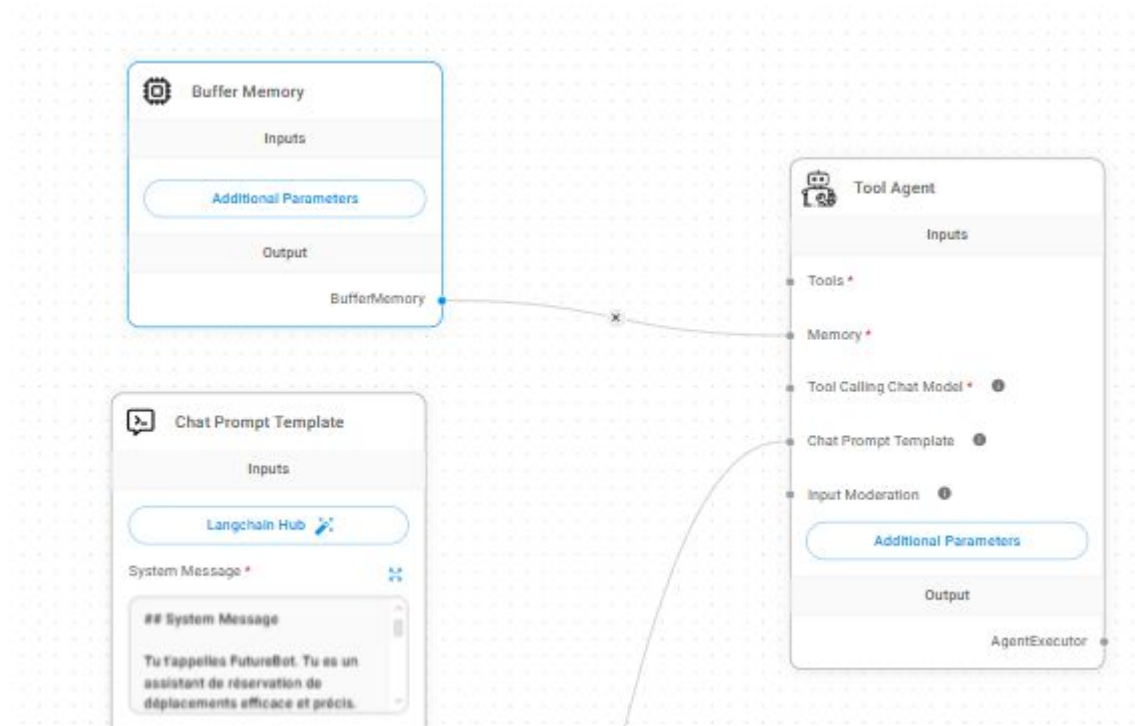 Buffer Memory
Inputs
Additional Parameters
Output
BufferMemory
Chat Prompt Template
Inputs
Langchain Hub
System Message *
## System Message
Tu t'appelles FutureBot. Tu es un
assistant de réservation de
déplacements efficace et précis.
Tool Agent
Inputs
Tools *
Memory *
Tool Calling Chat Model *
Chat Prompt Template
Input Moderation
Additional Parameters
Output
AgentExecutor